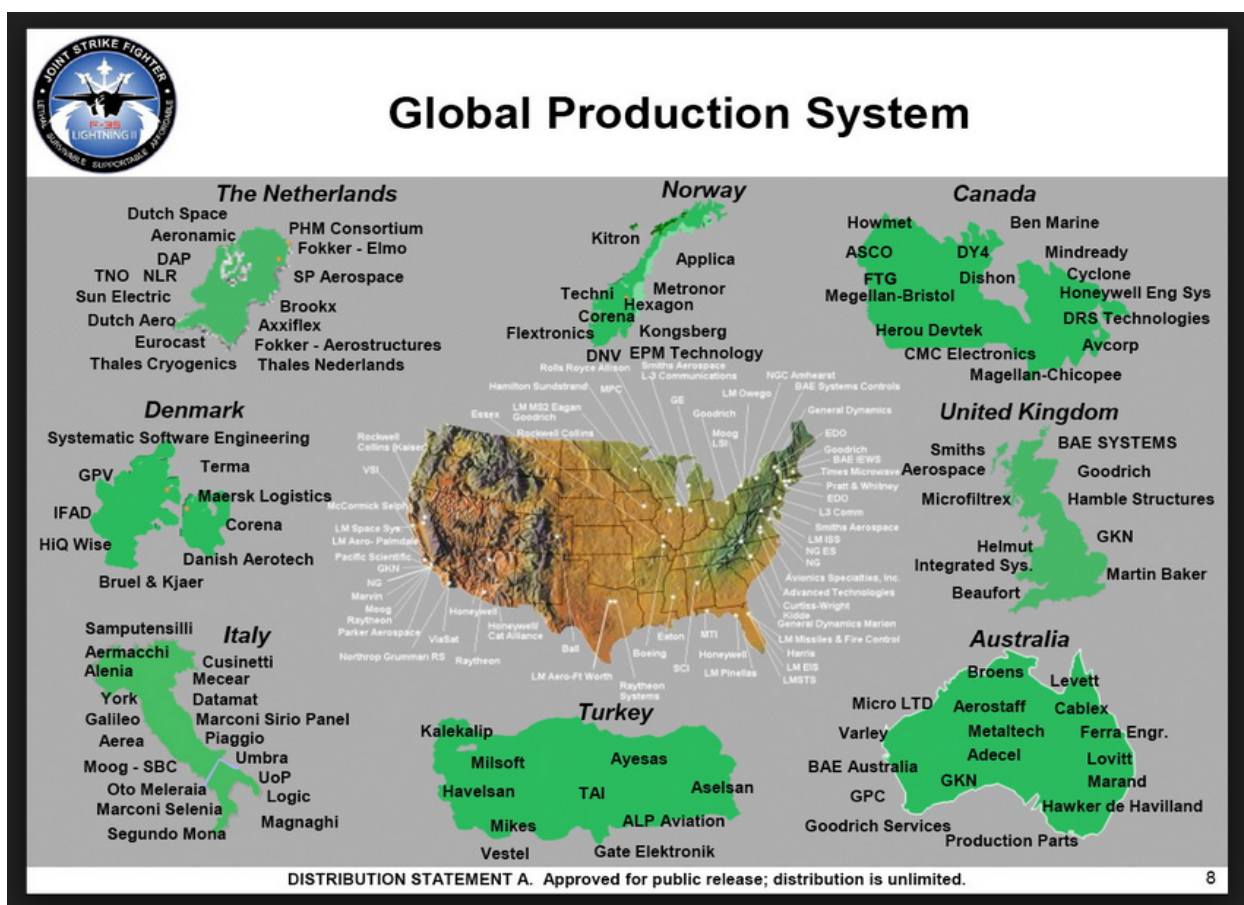 JOINT STRIKE FIGHTER
F-35
LIGHTNING II
LETHAL SURVIVABLE SUPPORTABLE AFFORDABLE
Global Production System
The Netherlands
Dutch Space
Aeronamic
DAP
TNO NLR
Sun Electric
Dutch Aero
Eurocast
Thales Cryogenics
PHM Consortium
Fokker - Elmo
SP Aerospace
Brookx
Axxiflex
Fokker - Aerostructures
Thales Nederlands
Norway
Kitron
Applica
Metronor
Techni
Hexagon
Corena
Flextronics
Kongsberg
DNV
EPM Technology
Canada
Howmet
Ben Marine
ASCO
DY4
Mindready
FTG
Dishon
Cyclone
Megellan-Bristol
Honeywell Eng Sys
DRS Technologies
Herou Devtek
Avcorp
CMC Electronics
Magellan-Chicopee
Denmark
Systematic Software Engineering
GPV
Terma
Maersk Logistics
IFAD
Corena
HiQ Wise
Danish Aerotech
Bruel & Kjaer
Rolls Royce Allison
Smiths Aerospace
L-3 Communications
Hamilton Sundstrand
MPC
NGC Amhearst
BAE Systems Controls
LM Owego
GE
Essex
LM MS2 Eagan
Goodrich
Goodrich
General Dynamics
Rockwell Collins
Moog
LSI
Rockwell
Collins (Kaiser)
VSI
McCormick Selph
LM Space Sys
LM Aero- Palmdale
Pacific Scientific
GKN
NG
Marvin
Moog
Raytheon
Parker Aerospace
Northrop Grumman RS
ViaSat
Honeywell
Raytheon
Honeywell/
Cat Alliance
Ball
LM Aero-Ft Worth
Raytheon
Systems
Boeing
Eaton
SCI
MTI
Honeywell
LM Pinellas
EDO
Goodrich
BAE IEWS
Times Microwave
Pratt & Whitney
EDO
L3 Comm
Smiths Aerospace
LM ISS
NG ES
NG
Avionics Specialties, Inc.
Advanced Technologies
Curtiss-Wright
Kidde
General Dynamics Marion
LM Missiles & Fire Control
Harris
LM EIS
LMSTS
United Kingdom
Smiths
Aerospace
BAE SYSTEMS
Goodrich
Microfiltrex
Hamble Structures
GKN
Helmut
Integrated Sys.
Martin Baker
Beaufort
Italy
Samputensilli
Aermacchi
Alenia
Cusinetti
Mecear
York
Datamat
Galileo
Marconi Sirio Panel
Aerea
Piaggio
Umbra
Moog - SBC
UoP
Oto Meleraia
Logic
Marconi Selenia
Magnaghi
Segundo Mona
Turkey
Kalekalip
Milsoft
Ayesas
Havelsan
TAI
Aselsan
Mikes
ALP Aviation
Vestel
Gate Elektronik
Australia
Broens
Levett
Micro LTD
Aerostaff
Cablex
Varley
Metaltech
Ferra Engr.
Adecel
Lovitt
BAE Australia
GKN
Marand
GPC
Hawker de Havilland
Goodrich Services
Production Parts
DISTRIBUTION STATEMENT A. Approved for public release; distribution is unlimited.
8